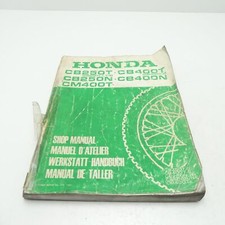 HONDA
CB250T·CB400T
CB250N·CB400N
CM400T
SHOP MANUAL
MANUEL D'ATELIER
WERKSTATT-HANDBUCH
MANUAL DE TALLER